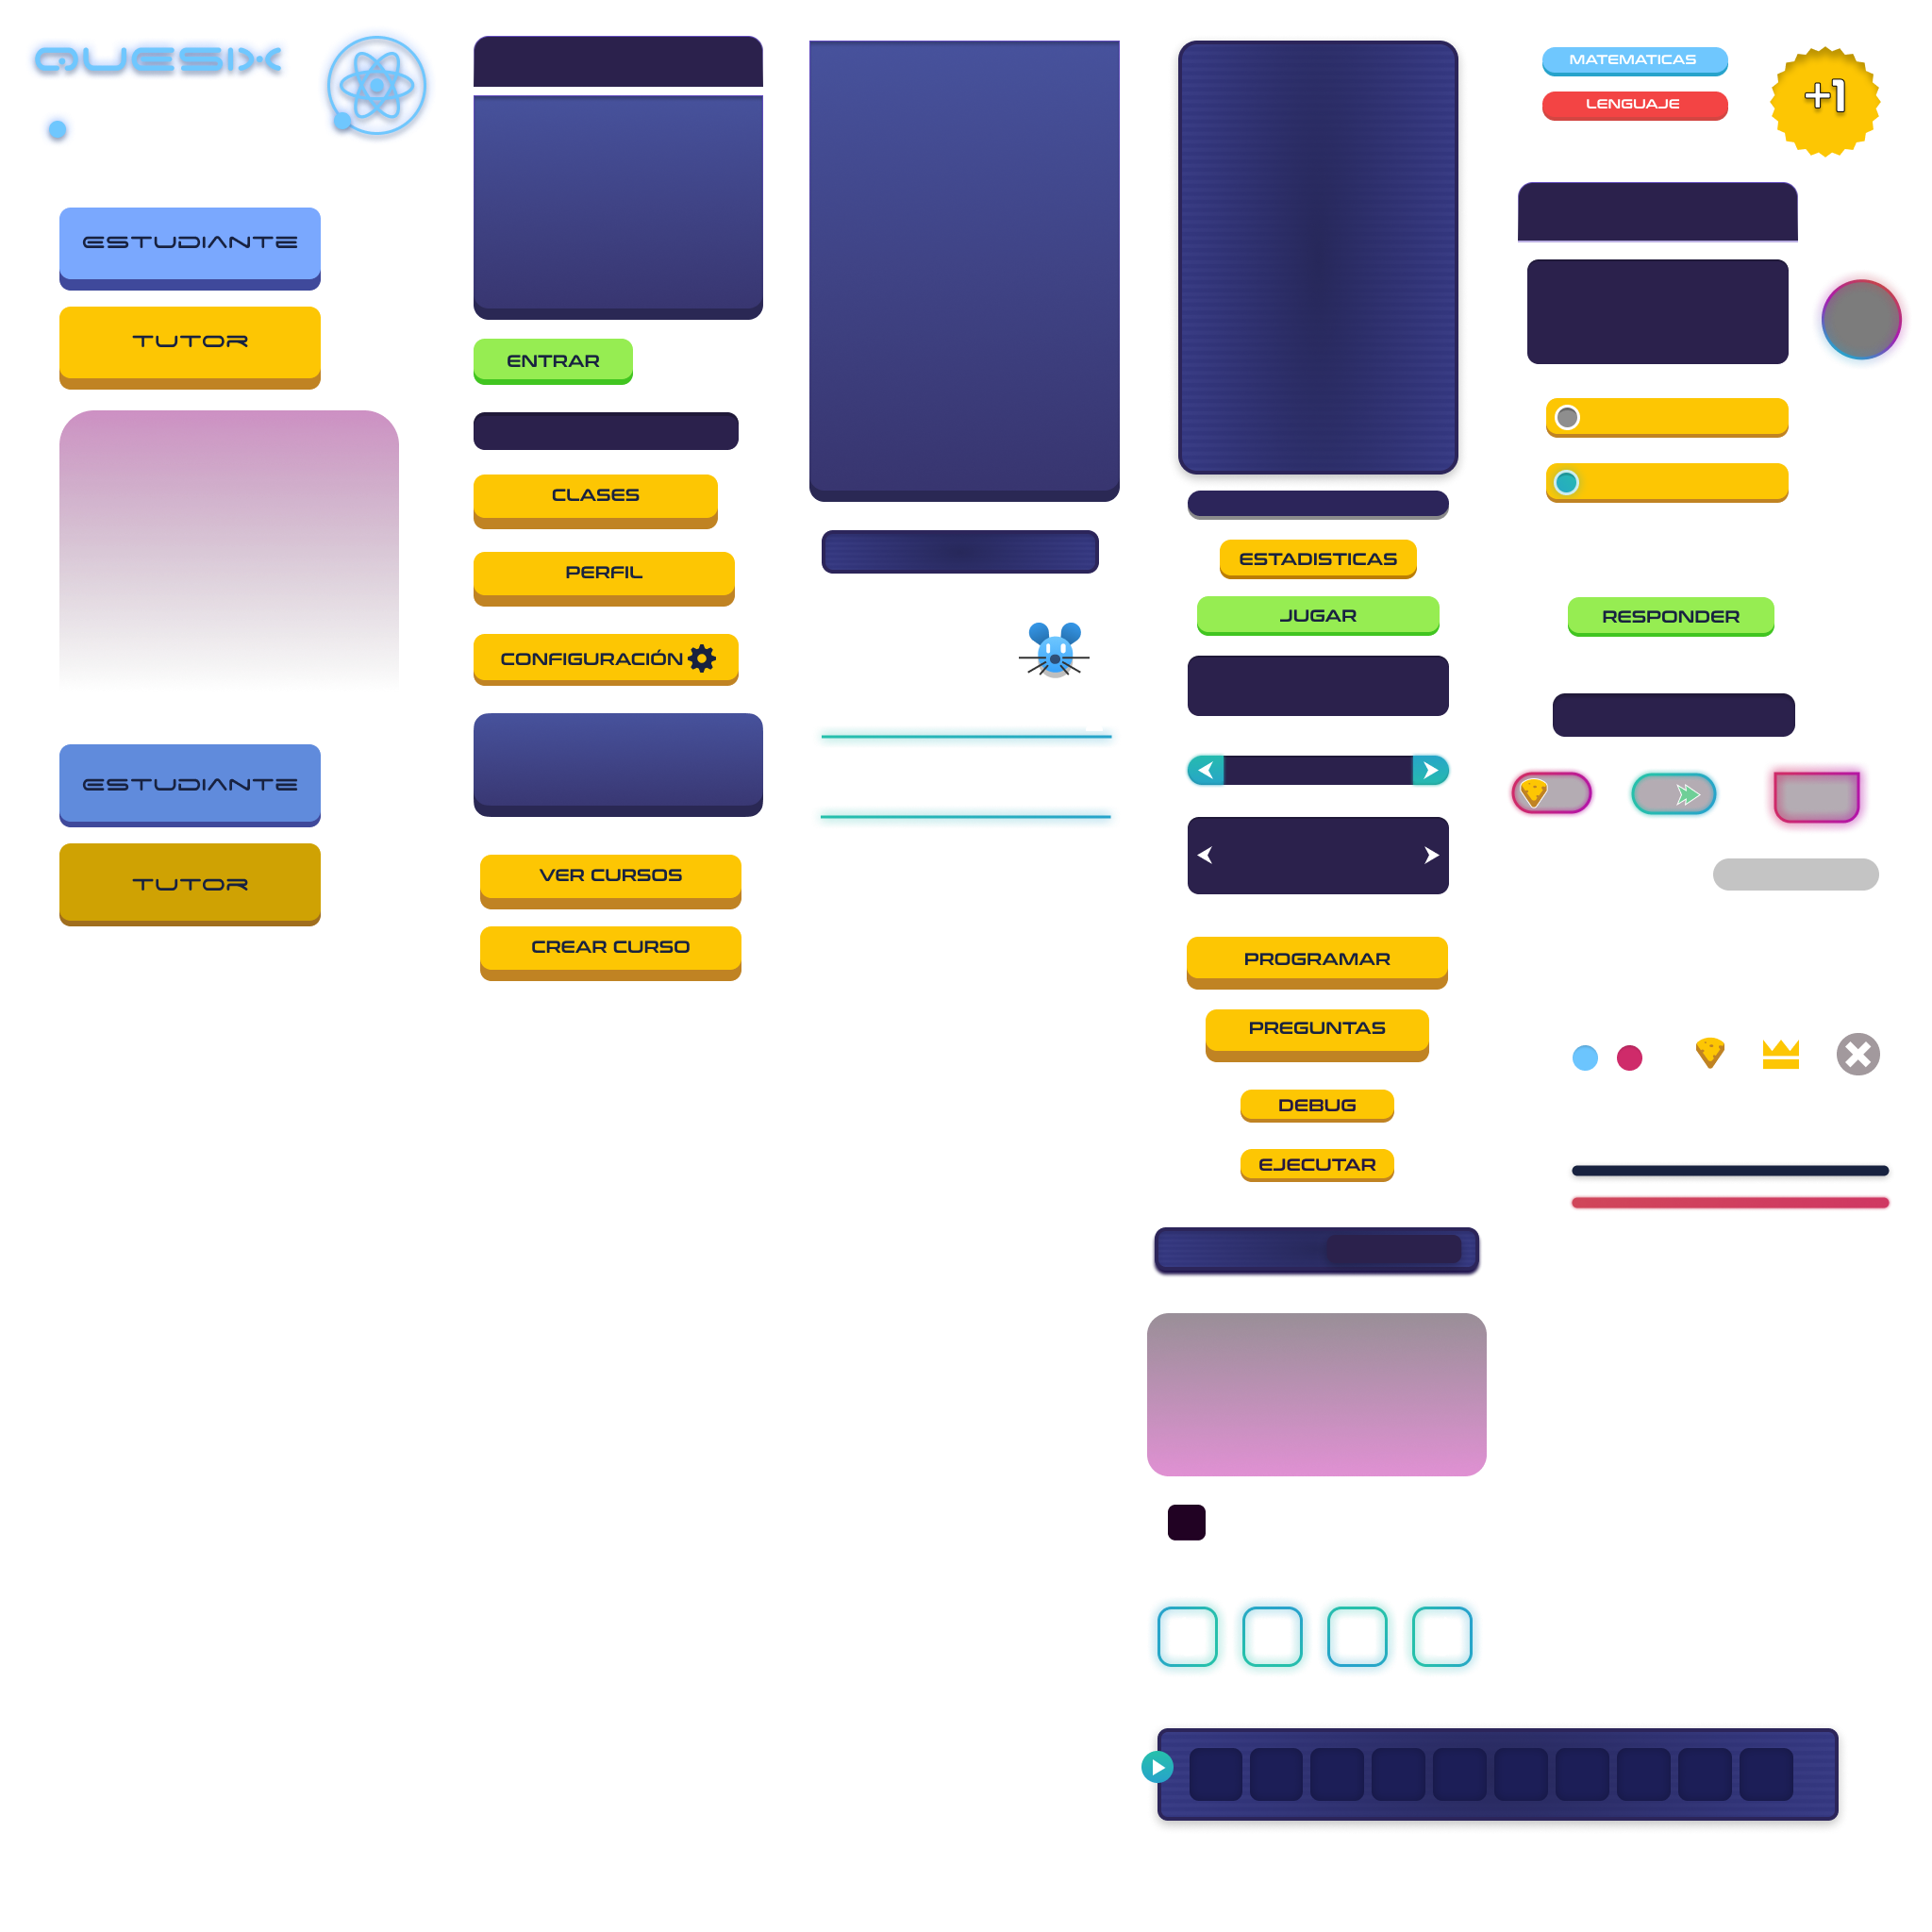 QUESIX
ESTUDIANTE
TUTOR
ESTUDIANTE
TUTOR
ENTRAR
CLASES
PERFIL
CONFIGURACIÓN
VER CURSOS
CREAR CURSO
ESTADISTICAS
JUGAR
PROGRAMAR
PREGUNTAS
DEBUG
EJECUTAR
MATEMATICAS
LENGUAJE
+1
RESPONDER